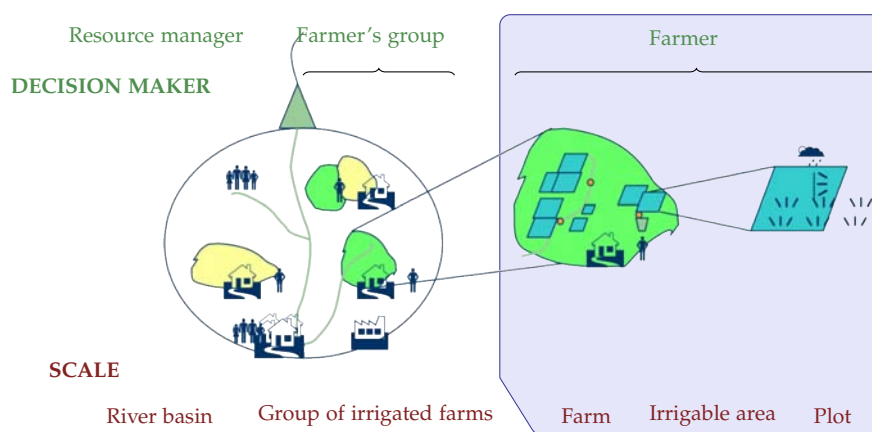 Resource manager
Farmer's group
Farmer
DECISION MAKER
SCALE
River basin
Group of irrigated farms
Farm
Irrigable area
Plot